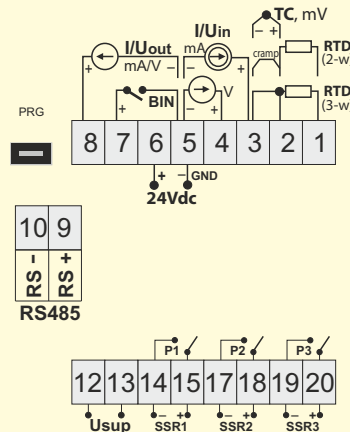 TC, mV
I/Uin
− +
I/Uout
mA
cramp
RTD
(2-w
mA/V
+ − − + V
BIN
RTD
(3-w
PRG
+ −
8 7 6 5 4 3 2 1
+ − GND
24Vdc
10 9
RS - RS +
RS485
P1 P2 P3
12 13 14 15 17 18 19 20
Usup − + SSR1 − + SSR2 − + SSR3